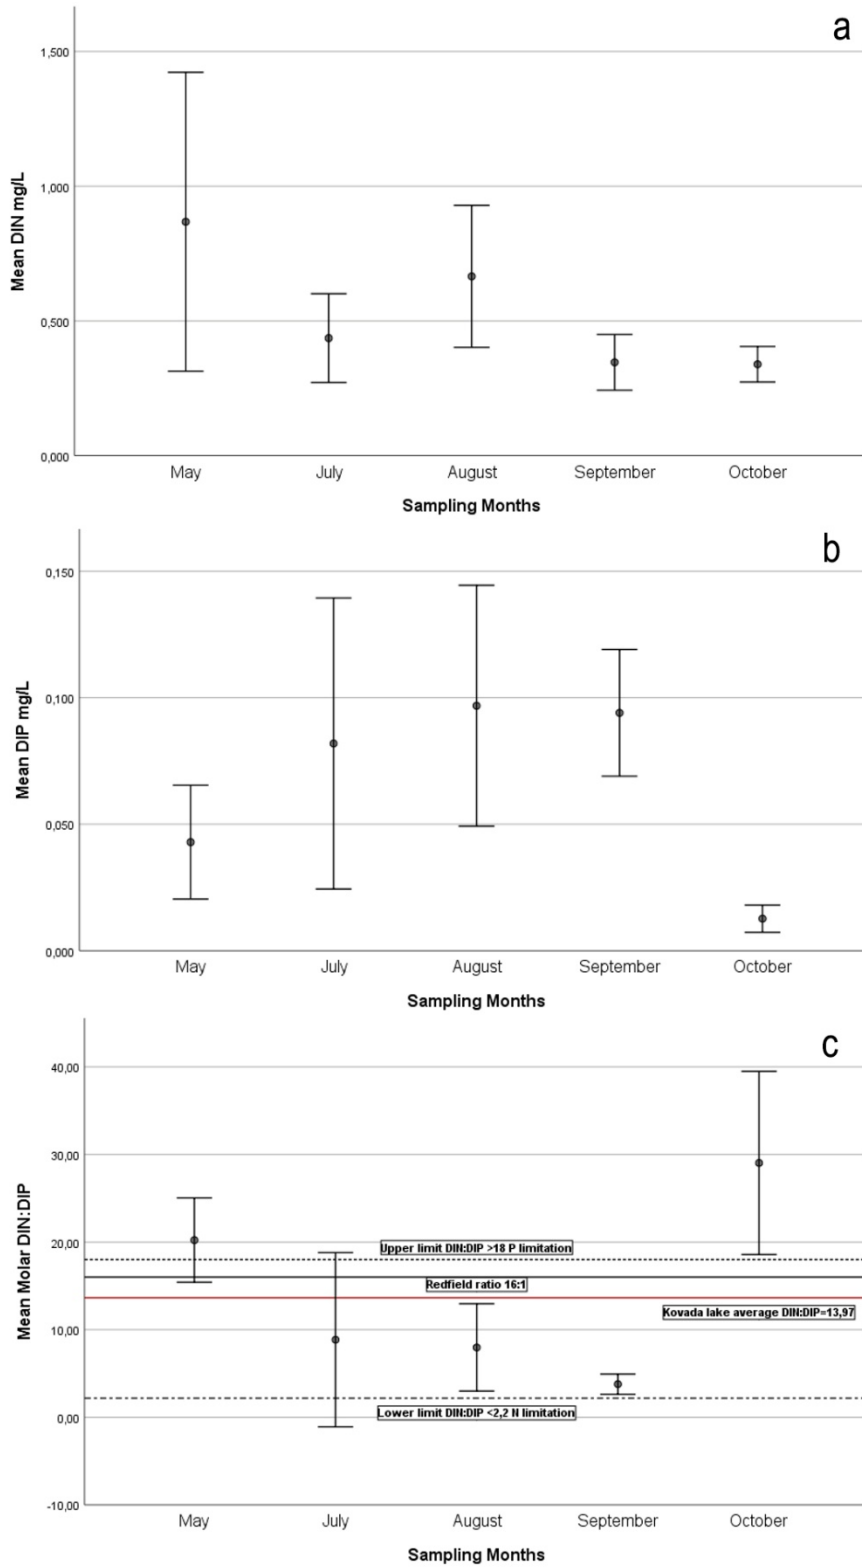 a
1,500
1,000
0,500
0,000
Mean DIN mg/L
May July August September October
Sampling Months
b
0,150
0,100
0,050
0,000
Mean DIP mg/L
May July August September October
Sampling Months
c
40,00
30,00
20,00
Upper limit DIN:DIP >18 P limitation
Redfield ratio 16:1
Kovada lake average DIN:DIP=13,97
10,00
Lower limit DIN:DIP <2,2 N limitation
0,00
-10,00
Mean Molar DIN:DIP
May July August September October
Sampling Months